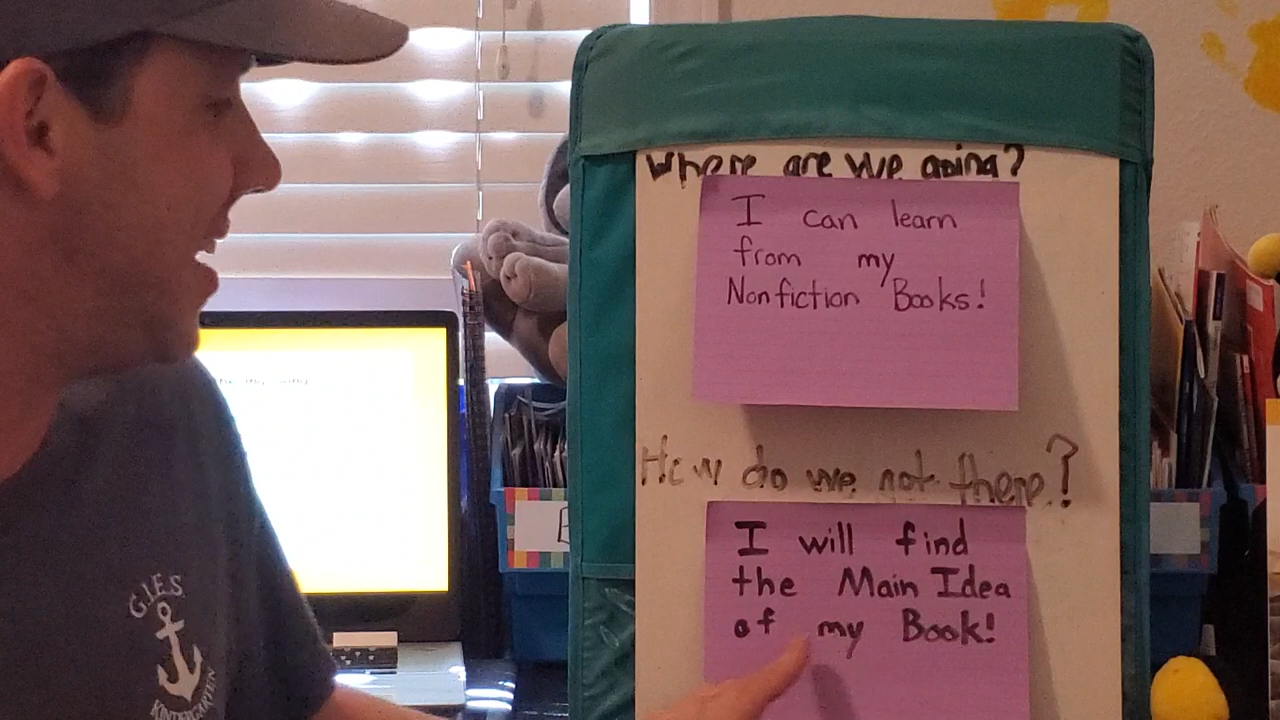 Where are we going?
I can learn
from my
Nonfiction Books!
How do we get there?
I will find
the Main Idea
of my Book!
G.I.E.S.
KINDERGARTEN